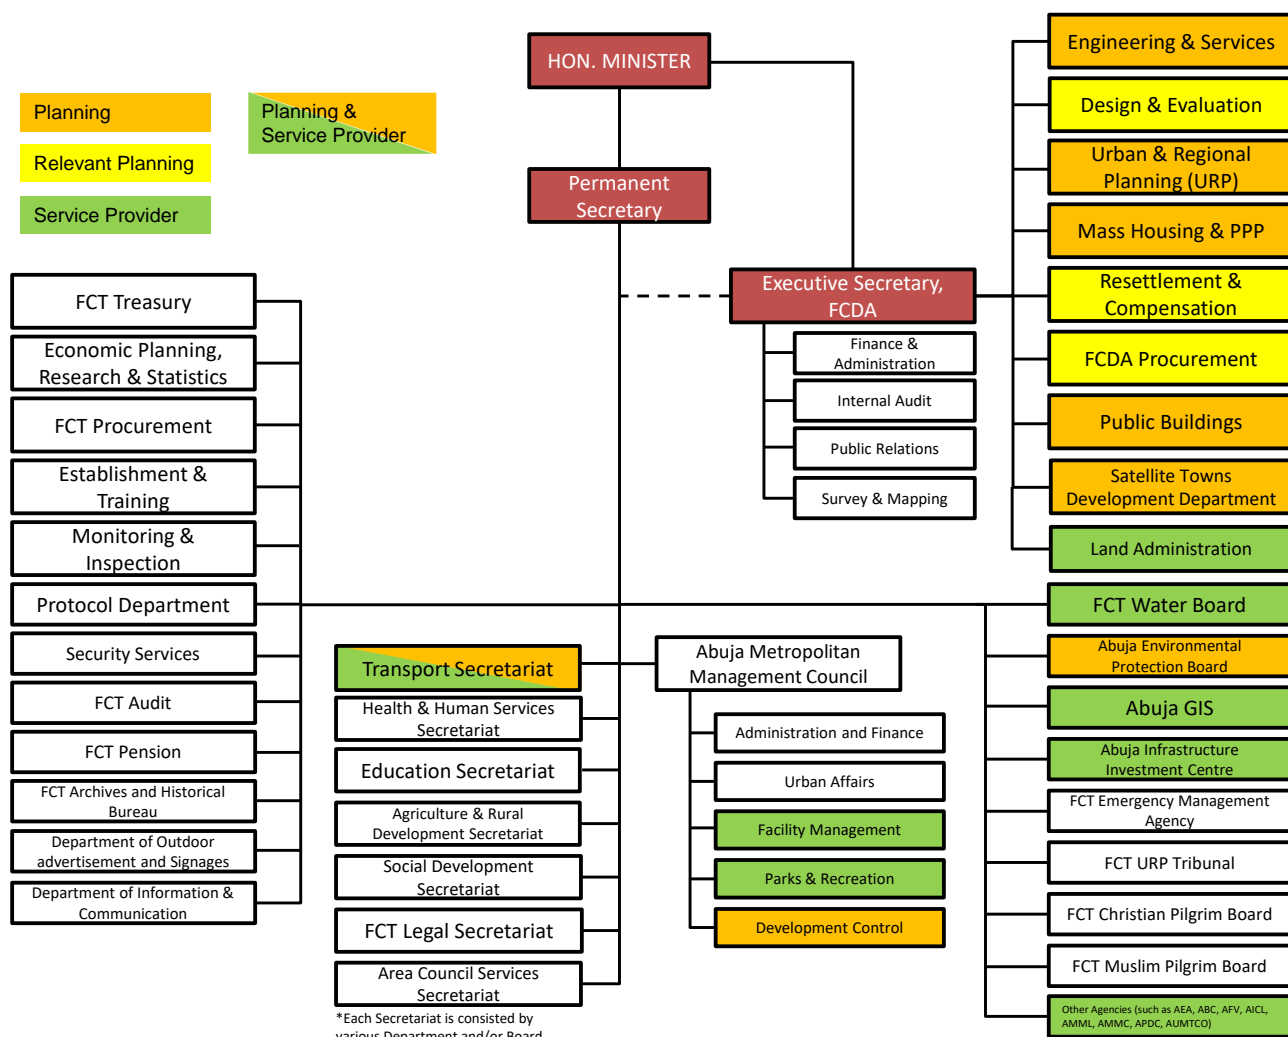 HON. MINISTER
Engineering & Services
Planning
Planning &
Service Provider
Design & Evaluation
Relevant Planning
Urban & Regional
Planning (URP)
Service Provider
Permanent
Secretary
Mass Housing & PPP
FCT Treasury
Executive Secretary,
FCDA
Resettlement &
Compensation
Economic Planning,
Research & Statistics
Finance &
Administration
FCDA Procurement
FCT Procurement
Internal Audit
Public Buildings
Establishment &
Training
Public Relations
Satellite Towns
Development Department
Monitoring &
Inspection
Survey & Mapping
Land Administration
Protocol Department
FCT Water Board
Security Services
Transport Secretariat
Abuja Metropolitan
Management Council
Abuja Environmental
Protection Board
FCT Audit
Health & Human Services
Secretariat
Administration and Finance
Abuja GIS
FCT Pension
Education Secretariat
Urban Affairs
Abuja Infrastructure
Investment Centre
FCT Archives and Historical
Bureau
Agriculture & Rural
Development Secretariat
Facility Management
FCT Emergency Management
Agency
Department of Outdoor
advertisement and Signages
Social Development
Secretariat
Parks & Recreation
FCT URP Tribunal
Department of Information &
Communication
FCT Legal Secretariat
Development Control
FCT Christian Pilgrim Board
Area Council Services
Secretariat
FCT Muslim Pilgrim Board
*Each Secretariat is consisted by
various Department and/or Board
Other Agencies (such as AEA, ABC, AFV, AICL,
AMML, AMMC, APDC, AUMTCO)